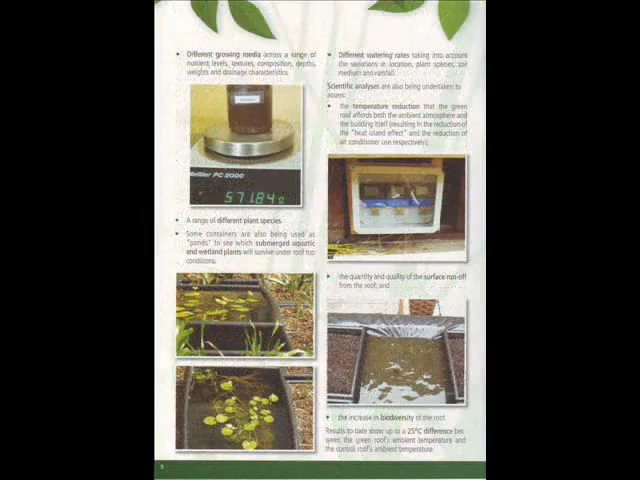 • Different growing media across a range of
nutrient levels, textures, composition, depths,
weights and drainage characteristics.
Mettler PC 2000
571.84g
• A range of different plant species.
• Some containers are also being used as
"ponds" to see which submerged aquatic
and wetland plants will survive under roof top
conditions.
• Different watering rates taking into account
the variations in location, plant species, soil
medium and rainfall.
Scientific analyses are also being undertaken to
assess:
• the temperature reduction that the green
roof affords both the ambient atmosphere and
the building itself (resulting in the reduction of
the "heat island effect" and the reduction of
air conditioner use respectively);
• the quantity and quality of the surface run-off
from the roof; and
• the increase in biodiversity of the roof.
Results to date show up to a 25°C difference bet
ween the green roof's ambient temperature and
the control roof's ambient temperature.